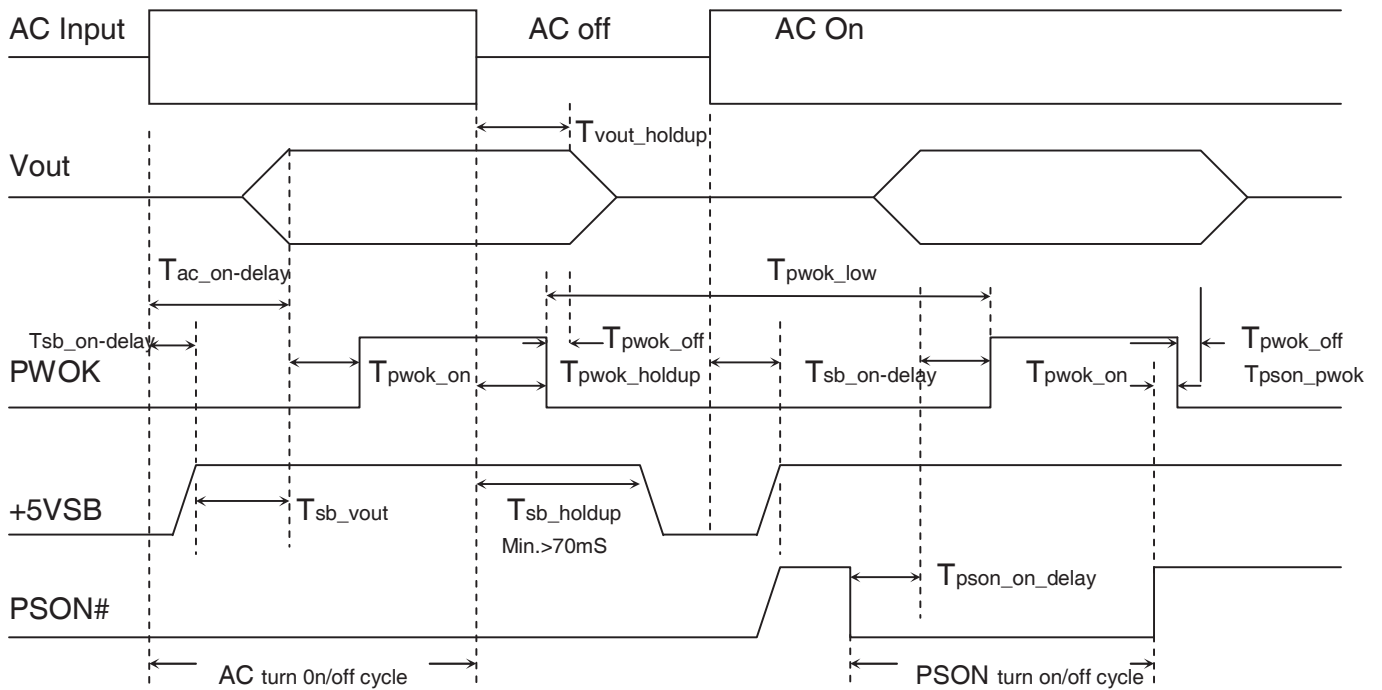 AC Input
AC off
AC On
Tvout_holdup
Vout
Tac_on-delay
Tpwok_low
Tsb_on-delay
Tpwok_off
Tpwok_off
PWOK
Tpwok_on
Tpwok_holdup
Tsb_on-delay
Tpwok_on
Tpson_pwok
+5VSB
Tsb_vout
Tsb_holdup
Min.>70mS
Tpson_on_delay
PSON#
AC turn 0n/off cycle
PSON turn on/off cycle